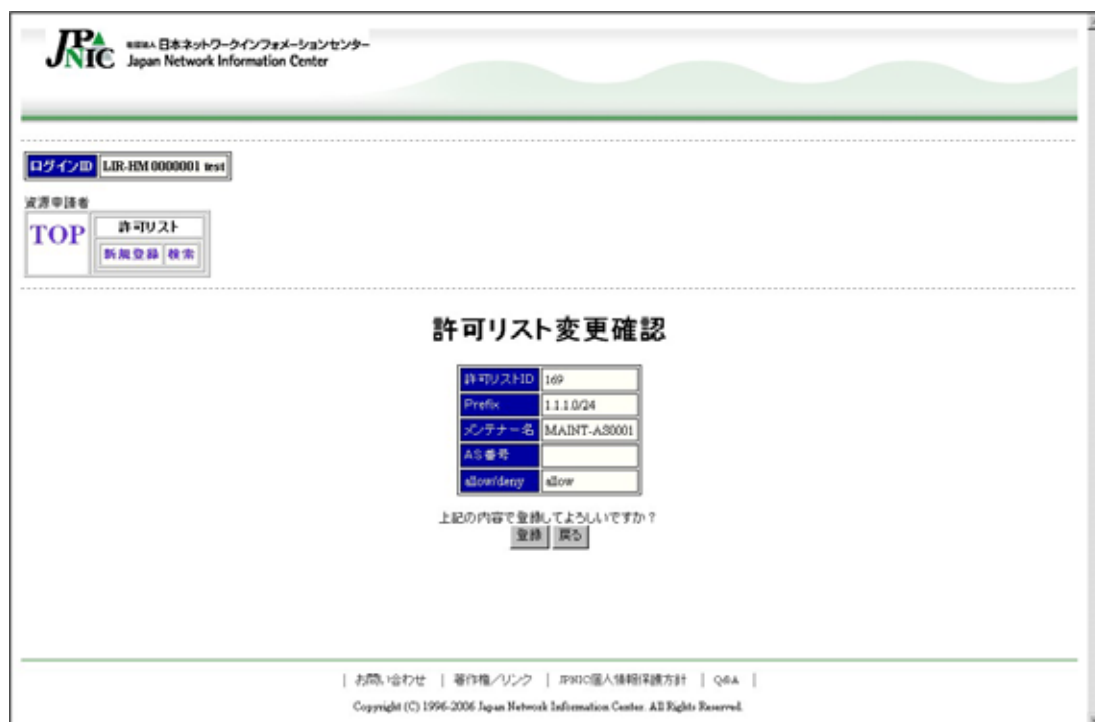 JPNIC 社団法人 日本ネットワークインフォメーションセンター
Japan Network Information Center
ログインID LIR-HM 0000001 test
資源申請者
TOP 許可リスト
新規登録 検索
許可リスト変更確認
許可リストID 169
Prefix 1.1.1.0/24
メンテナー名 MAINT-AS0001
AS番号
allow/deny allow
上記の内容で登録してよろしいですか？
登録 戻る
| お問い合わせ | 著作権／リンク | JPNIC個人情報保護方針 | Q&A |
Copyright (C) 1996-2006 Japan Network Information Center. All Rights Reserved.